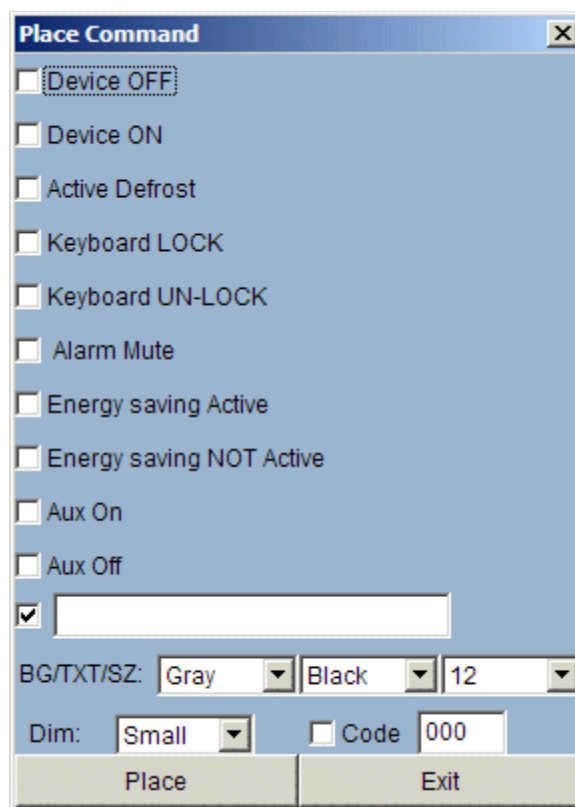 Place Command
Device OFF
Device ON
Active Defrost
Keyboard LOCK
Keyboard UN-LOCK
Alarm Mute
Energy saving Active
Energy saving NOT Active
Aux On
Aux Off
BG/TXT/SZ: Gray Black 12
Dim: Small Code 000
Place Exit